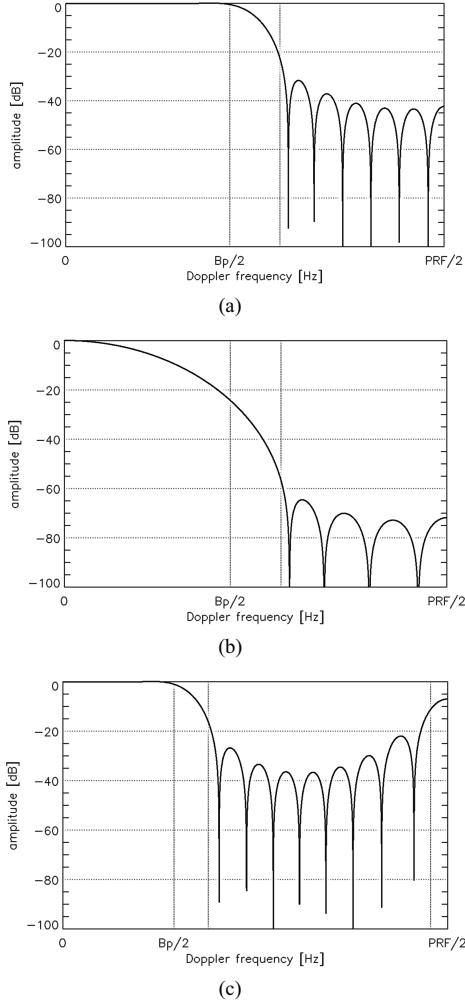 0
−20
−40
−60
−80
−100
amplitude [dB]
0 Bp/2 PRF/2
Doppler frequency [Hz]
(a)
0
−20
−40
−60
−80
−100
amplitude [dB]
0 Bp/2 PRF/2
Doppler frequency [Hz]
(b)
0
−20
−40
−60
−80
−100
amplitude [dB]
0 Bp/2 PRF/2
Doppler frequency [Hz]
(c)